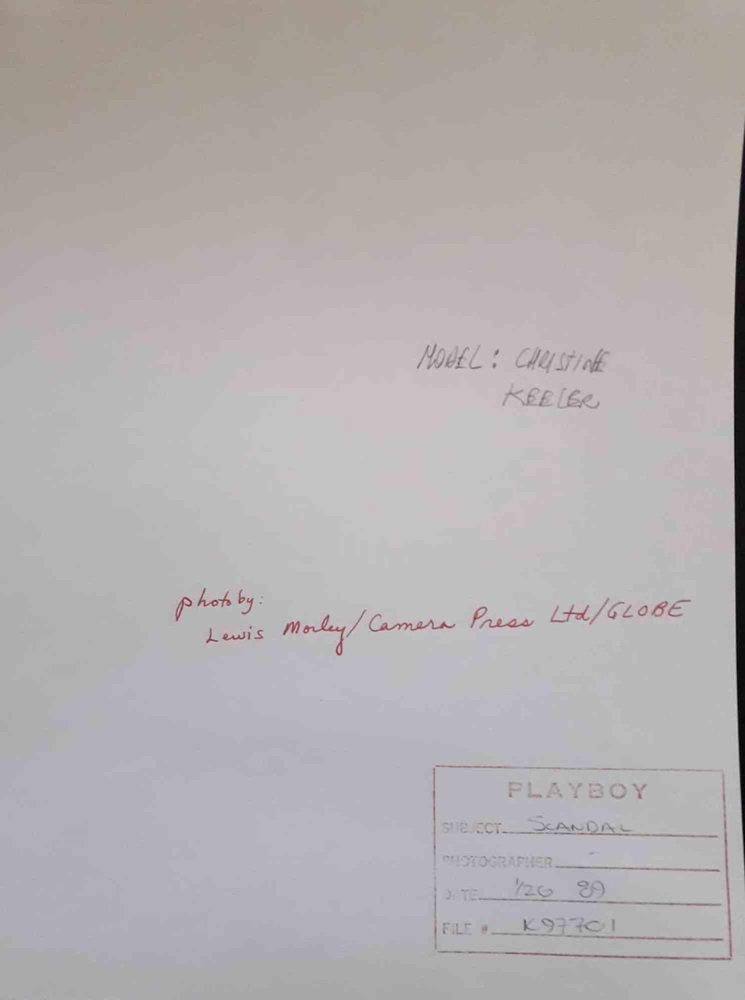 MODEL: CHRISTINE
KEELER
photo by:
Lewis Morley/Camera Press Ltd/GLOBE
PLAYBOY
SUBJECT SCANDAL
PHOTOGRAPHER -
DATE 1/26 89
FILE # K97701